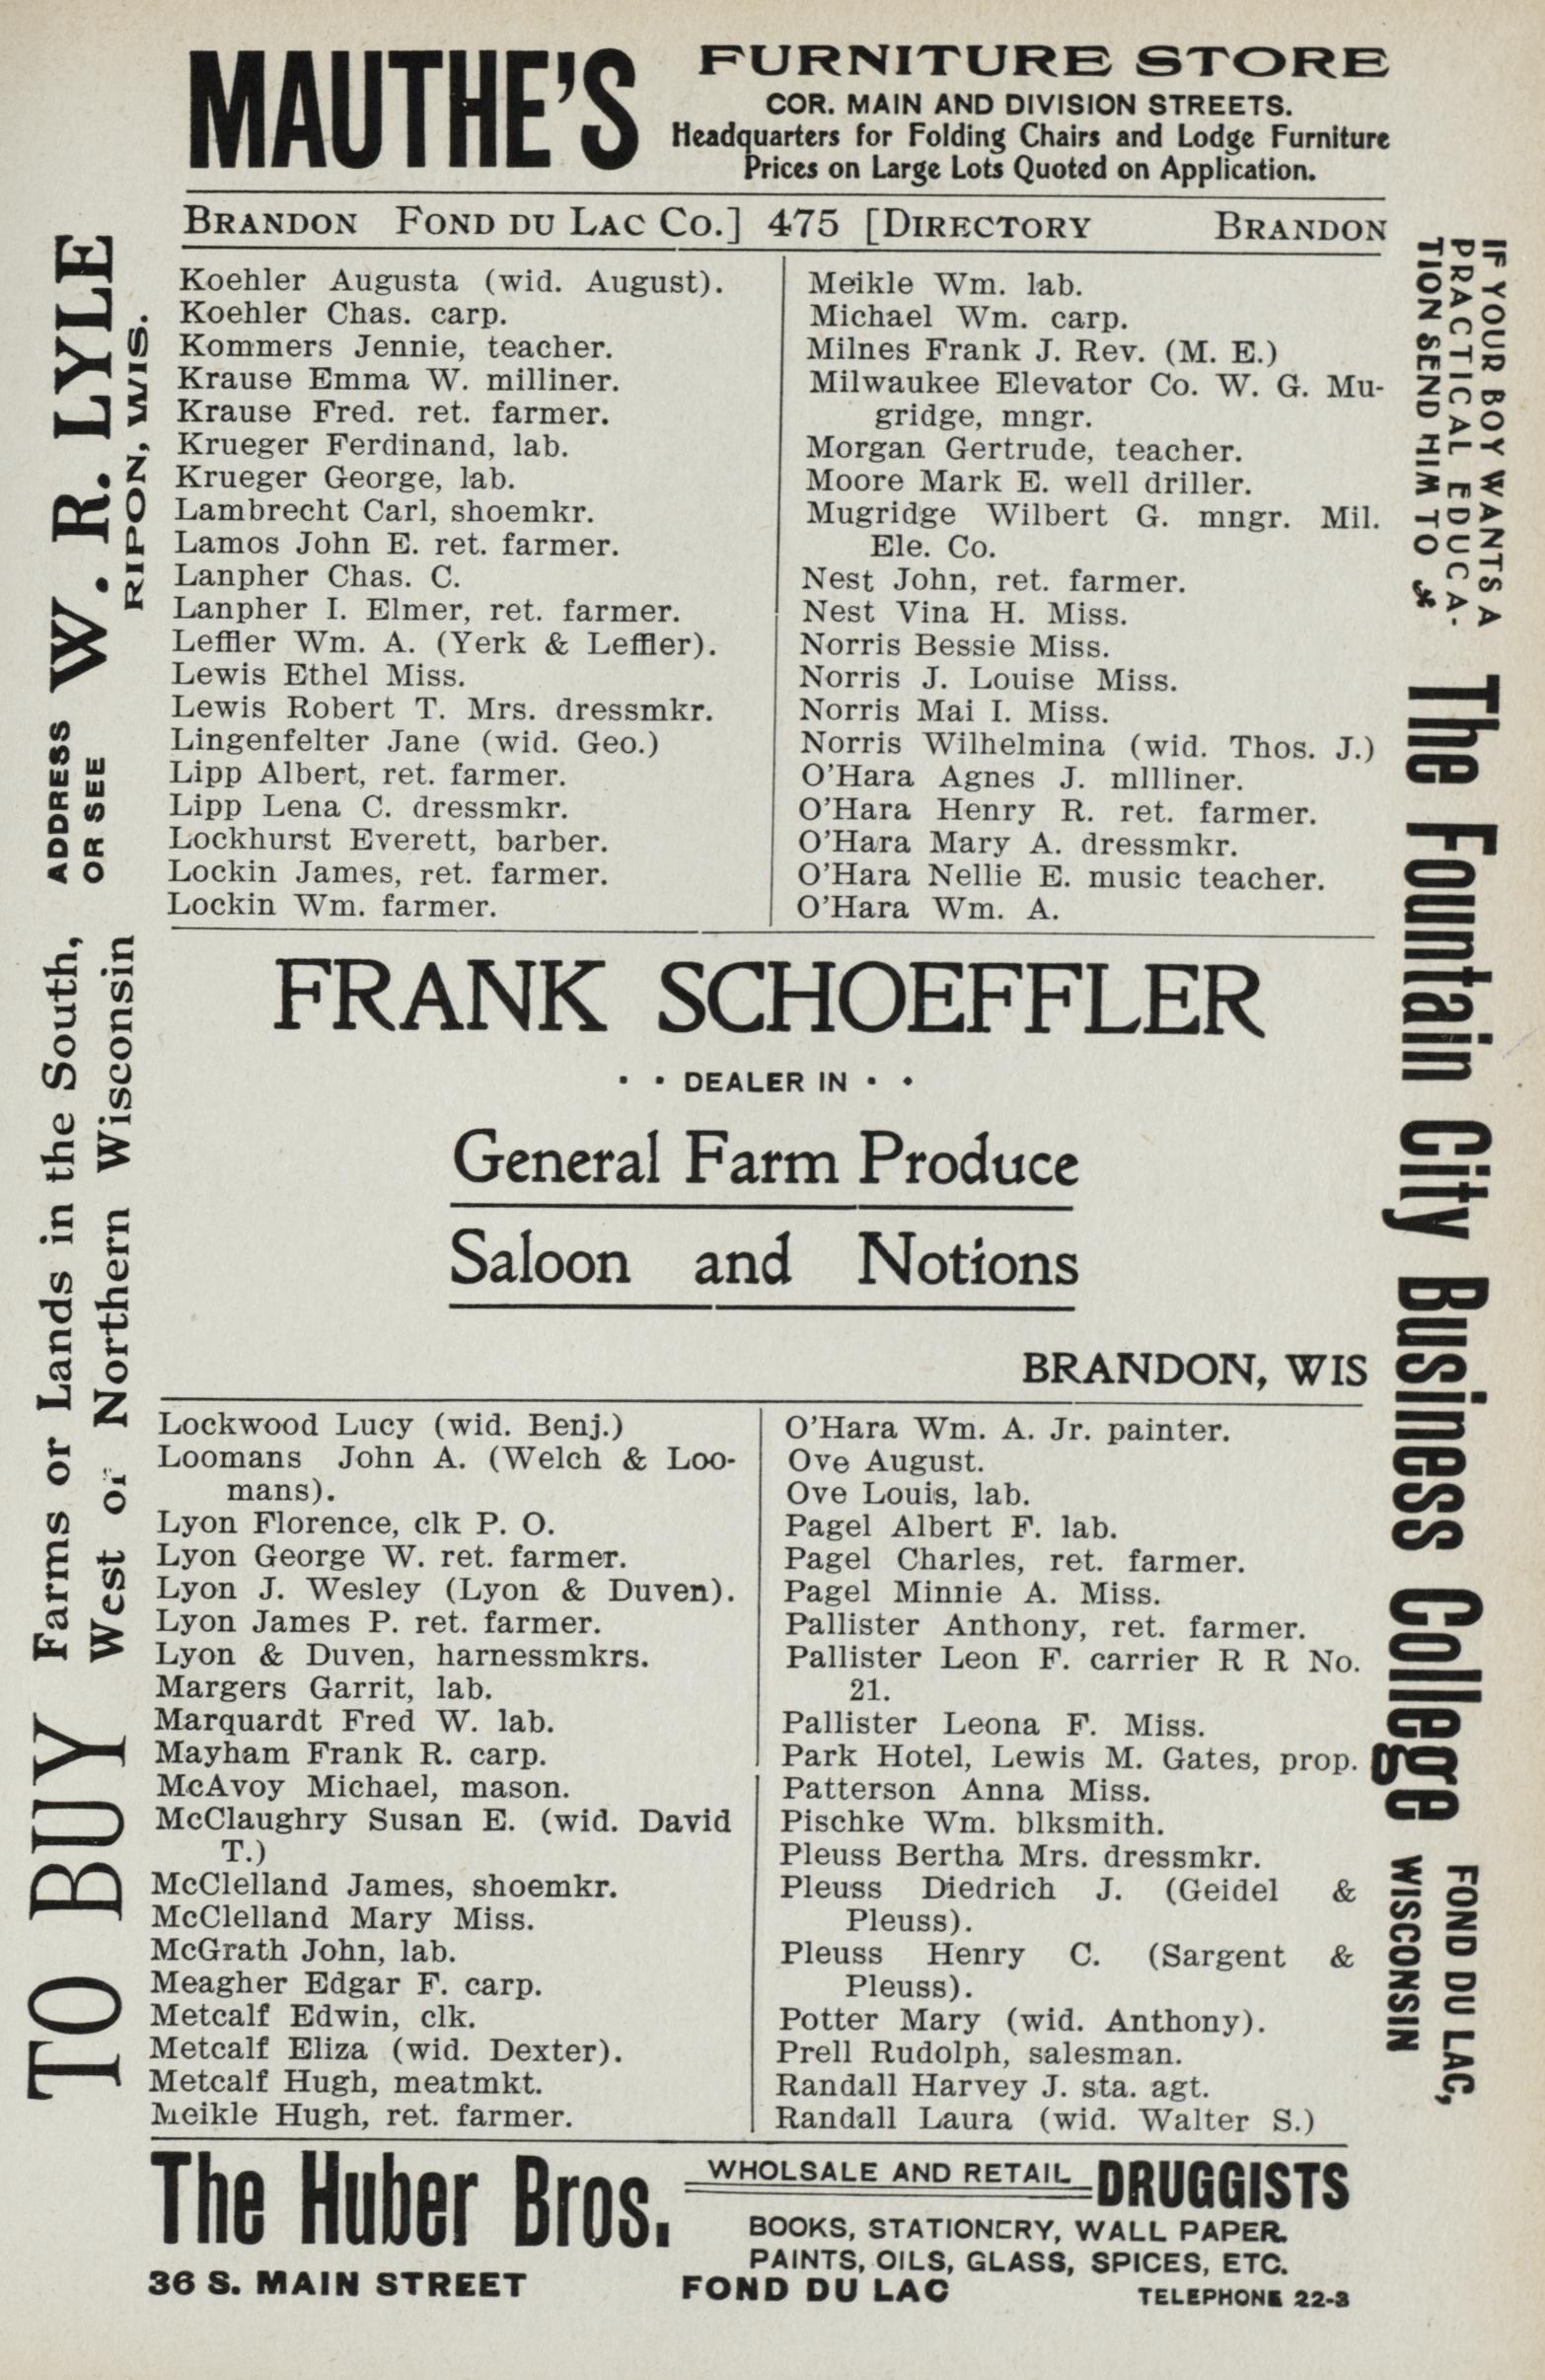 MAUTHE'S
FURNITURE STORE
COR. MAIN AND DIVISION STREETS.
Headquarters for Folding Chairs and Lodge Furniture
Prices on Large Lots Quoted on Application.
BRANDON FOND DU LAC CO.] 475 [DIRECTORY BRANDON
Koehler Augusta (wid. August).
Koehler Chas. carp.
Kommers Jennie, teacher.
Krause Emma W. milliner.
Krause Fred. ret. farmer.
Krueger Ferdinand, lab.
Krueger George, lab.
Lambrecht Carl, shoemkr.
Lamos John E. ret. farmer.
Lanpher Chas. C.
Lanpher I. Elmer, ret. farmer.
Leffler Wm. A. (Yerk & Leffler).
Lewis Ethel Miss.
Lewis Robert T. Mrs. dressmkr.
Lingenfelter Jane (wid. Geo.)
Lipp Albert, ret. farmer.
Lipp Lena C. dressmkr.
Lockhurst Everett, barber.
Lockin James, ret. farmer.
Lockin Wm. farmer.
Meikle Wm. lab.
Michael Wm. carp.
Milnes Frank J. Rev. (M. E.)
Milwaukee Elevator Co. W. G. Mu-
gridge, mngr.
Morgan Gertrude, teacher.
Moore Mark E. well driller.
Mugridge Wilbert G. mngr. Mil.
Ele. Co.
Nest John, ret. farmer.
Nest Vina H. Miss.
Norris Bessie Miss.
Norris J. Louise Miss.
Norris Mai I. Miss.
Norris Wilhelmina (wid. Thos. J.)
O'Hara Agnes J. mllliner.
O'Hara Henry R. ret. farmer.
O'Hara Mary A. dressmkr.
O'Hara Nellie E. music teacher.
O'Hara Wm. A.
FRANK SCHOEFFLER
• • DEALER IN • •
General Farm Produce
Saloon and Notions
BRANDON, WIS
Lockwood Lucy (wid. Benj.)
Loomans John A. (Welch & Loo-
mans).
Lyon Florence, clk P. O.
Lyon George W. ret. farmer.
Lyon J. Wesley (Lyon & Duven).
Lyon James P. ret. farmer.
Lyon & Duven, harnessmkrs.
Margers Garrit, lab.
Marquardt Fred W. lab.
Mayham Frank R. carp.
McAvoy Michael, mason.
McClaughry Susan E. (wid. David
T.)
McClelland James, shoemkr.
McClelland Mary Miss.
McGrath John, lab.
Meagher Edgar F. carp.
Metcalf Edwin, clk.
Metcalf Eliza (wid. Dexter).
Metcalf Hugh, meatmkt.
Meikle Hugh, ret. farmer.
O'Hara Wm. A. Jr. painter.
Ove August.
Ove Louis, lab.
Pagel Albert F. lab.
Pagel Charles, ret. farmer.
Pagel Minnie A. Miss.
Pallister Anthony, ret. farmer.
Pallister Leon F. carrier R R No.
21.
Pallister Leona F. Miss.
Park Hotel, Lewis M. Gates, prop.
Patterson Anna Miss.
Pischke Wm. blksmith.
Pleuss Bertha Mrs. dressmkr.
Pleuss Diedrich J. (Geidel &
Pleuss).
Pleuss Henry C. (Sargent &
Pleuss).
Potter Mary (wid. Anthony).
Prell Rudolph, salesman.
Randall Harvey J. sta. agt.
Randall Laura (wid. Walter S.)
The Huber Bros.
WHOLSALE AND RETAIL DRUGGISTS
BOOKS, STATIONERY, WALL PAPER.
PAINTS, OILS, GLASS, SPICES, ETC.
36 S. MAIN STREET FOND DU LAC TELEPHONE 22-3
TO BUY
Farms or Lands in the South,
West or Northern Wisconsin
ADDRESS
OR SEE
W. R. LYLE
RIPON, WIS.
IF YOUR BOY WANTS A
PRACTICAL EDUCA-
TION SEND HIM TO
The Fountain City Business College
FOND DU LAC,
WISCONSIN